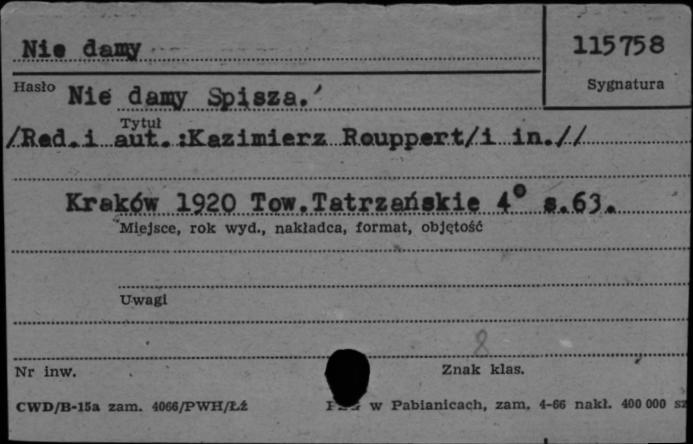 Nie damy
115758
Hasło
Sygnatura
Nie damy Spisza.
Tytuł
/Red.i aut.:Kazimierz Rouppert/i in.//
Kraków 1920 Tow.Tatrzańskie 4° s.63.
Miejsce, rok wyd., nakładca, format, objętość
Uwagi
8
Nr inw.
Znak klas.
CWD/B-15a zam. 4066/PWH/Łź
w Pabianicach, zam. 4-66 nakł. 400 000